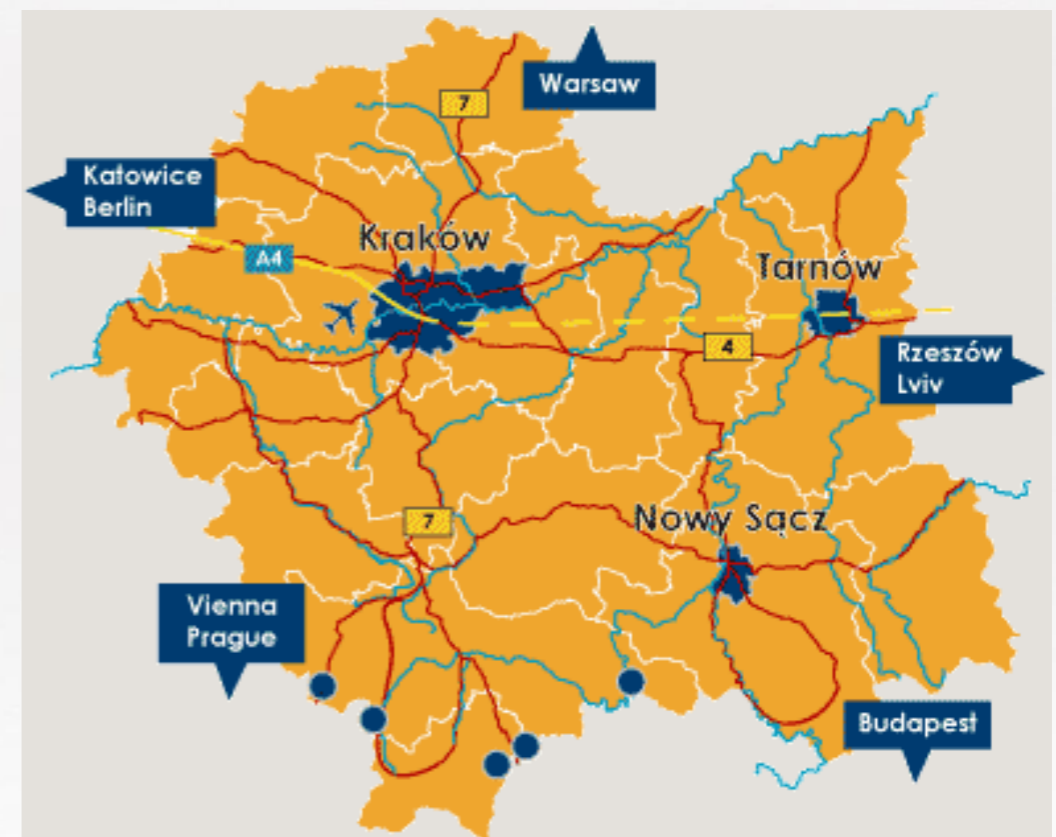 Warsaw
7
Katowice
Berlin
Kraków
A4
Tarnów
4
Rzeszów
Lviv
7
Nowy Sącz
Vienna
Prague
Budapest